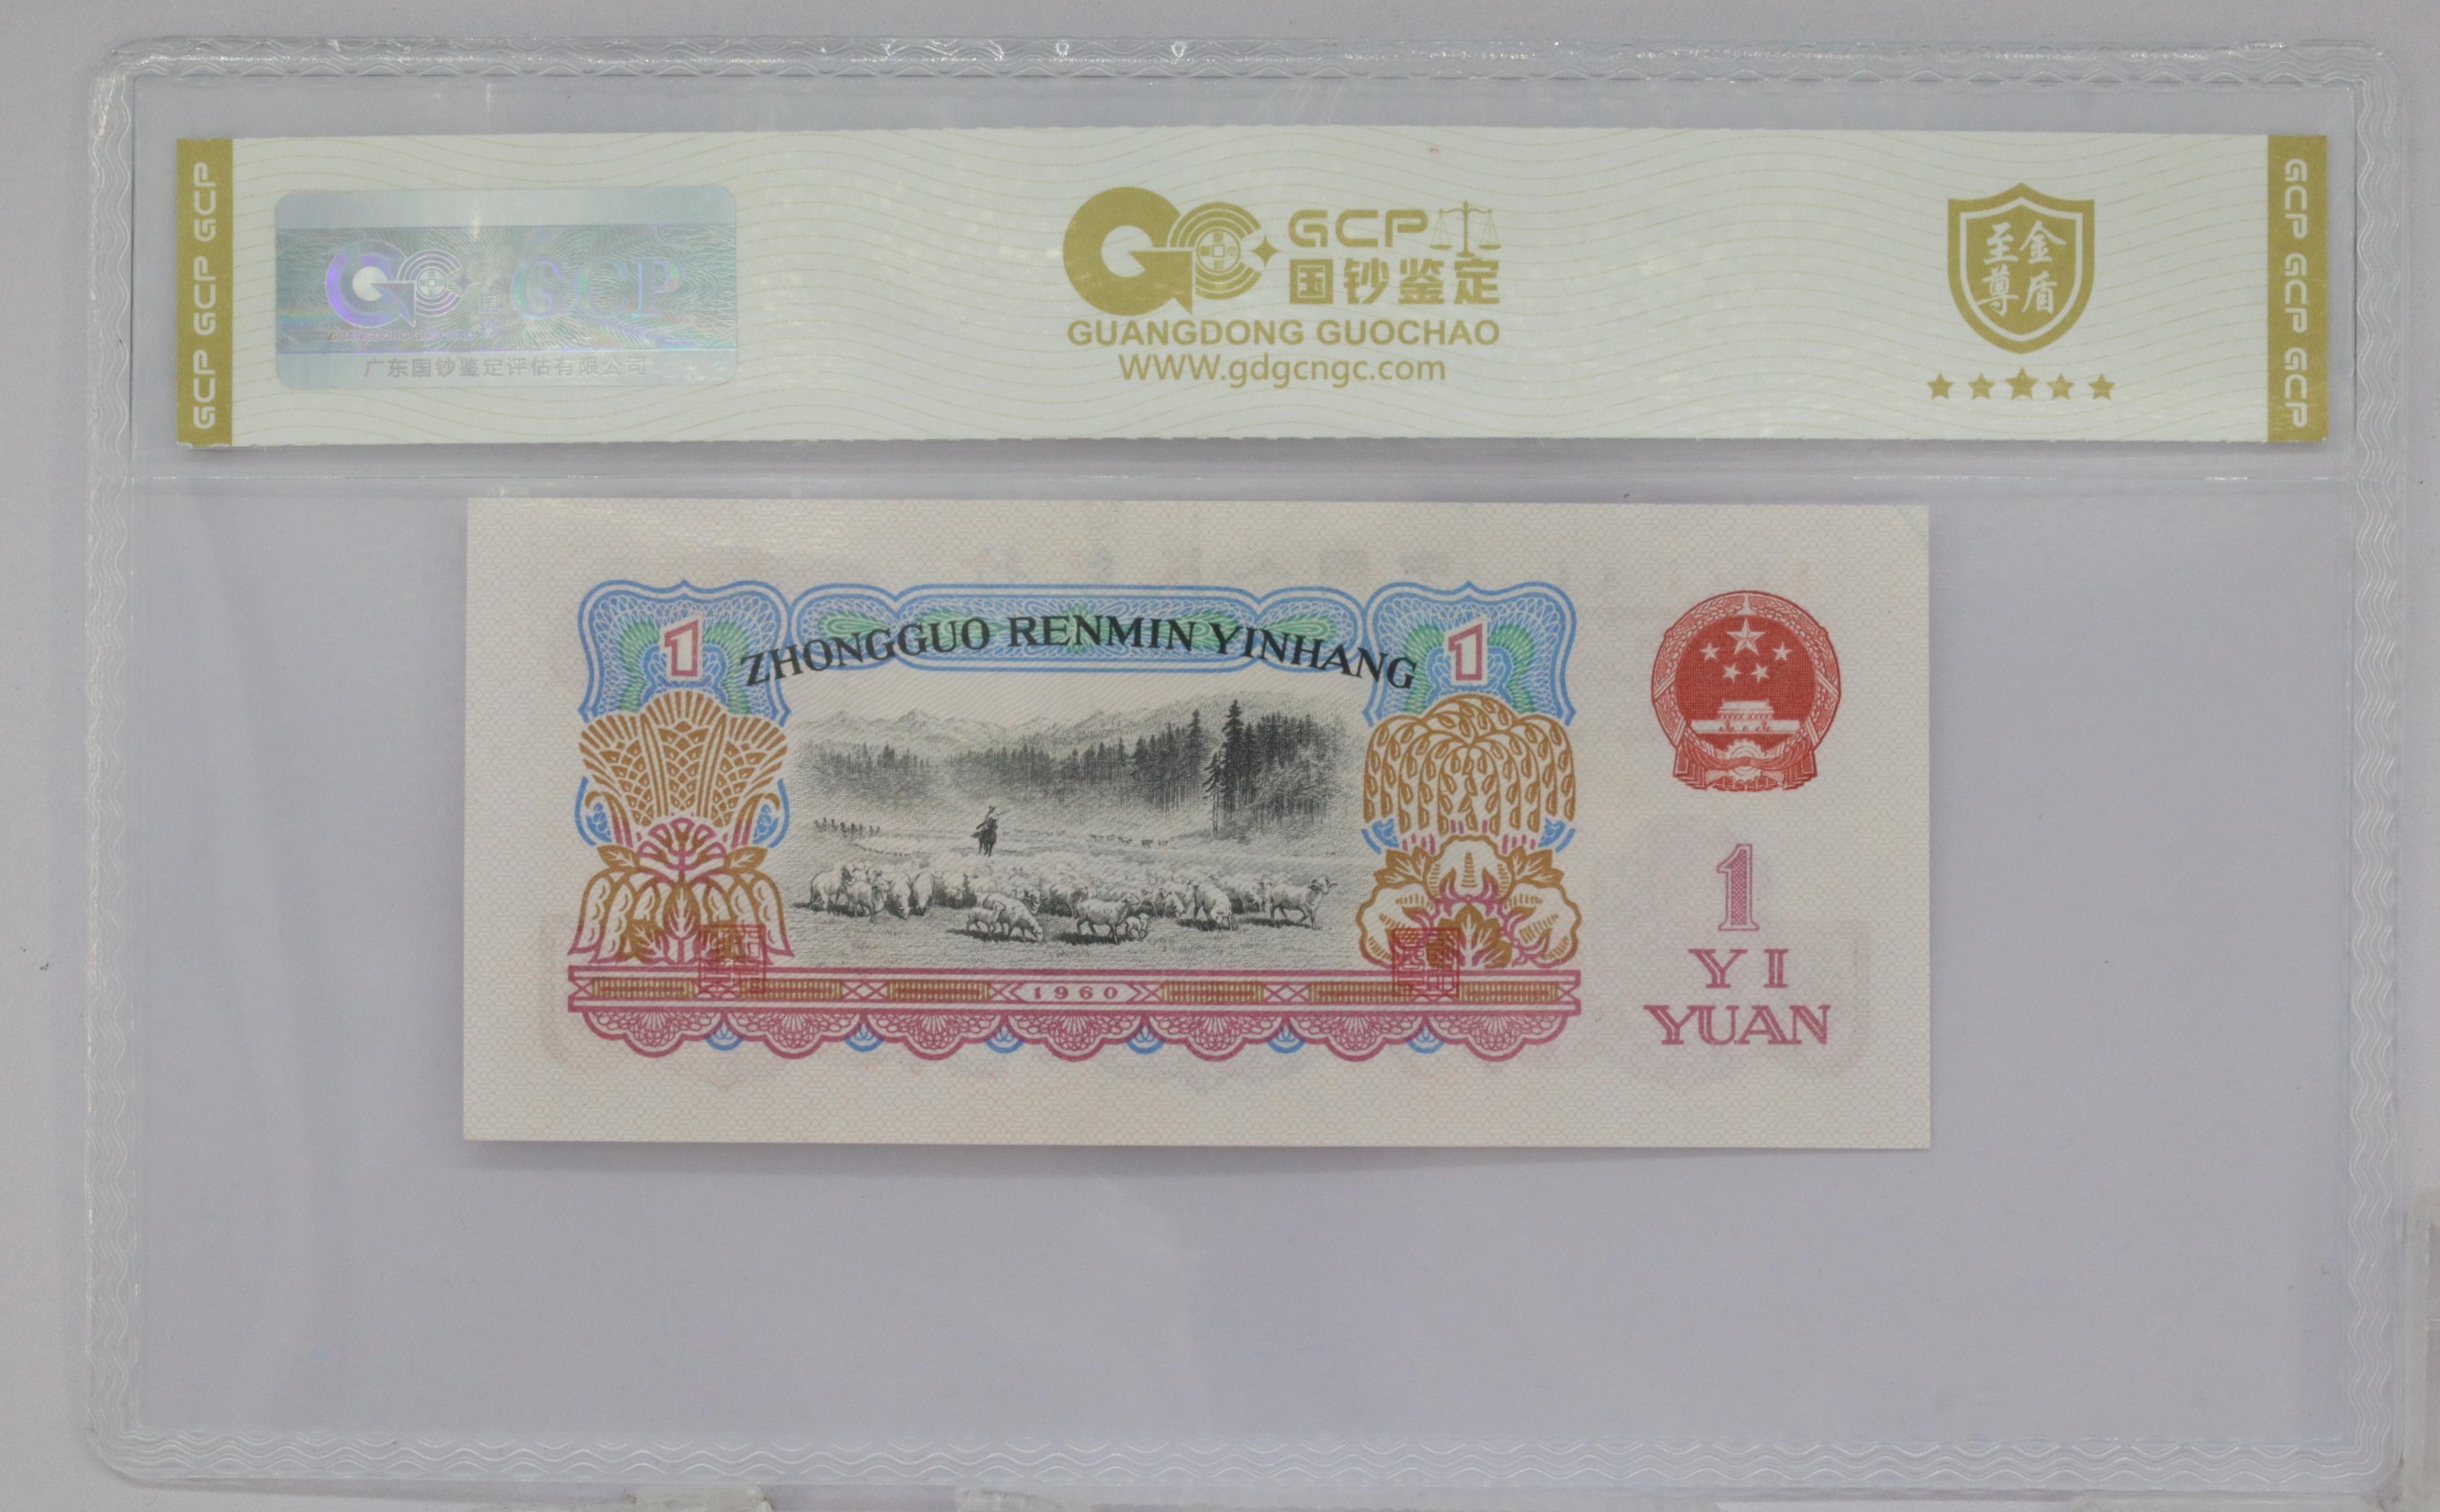 GCP GCP GCP
GCP
GUANGDONG GUOCHAO
广东国钞鉴定评估有限公司
GCP
国钞鉴定
GUANGDONG GUOCHAO
WWW.gdgcngc.com
至金
尊盾
GCP GCP GCP
1
ZHONGGUO RENMIN YINHANG
1
1960
1
YI
YUAN